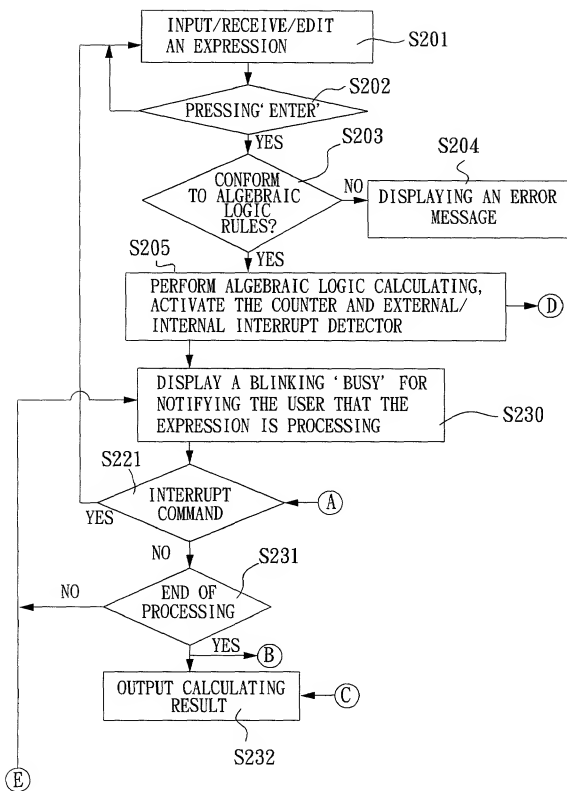 INPUT/RECEIVE/EDIT
AN EXPRESSION
S201
S202
PRESSING'ENTER'
YES
S203
CONFORM
TO ALGEBRAIC
LOGIC
RULES?
NO
S204
DISPLAYING AN ERROR
MESSAGE
S205
YES
PERFORM ALGEBRAIC LOGIC CALCULATING,
ACTIVATE THE COUNTER AND EXTERNAL/
INTERNAL INTERRUPT DETECTOR
D
DISPLAY A BLINKING 'BUSY' FOR
NOTIFYING THE USER THAT THE
EXPRESSION IS PROCESSING
S230
S221
INTERRUPT
COMMAND
A
YES
NO
S231
END OF
PROCESSING
NO
YES
B
OUTPUT CALCULATING
RESULT
C
S232
E